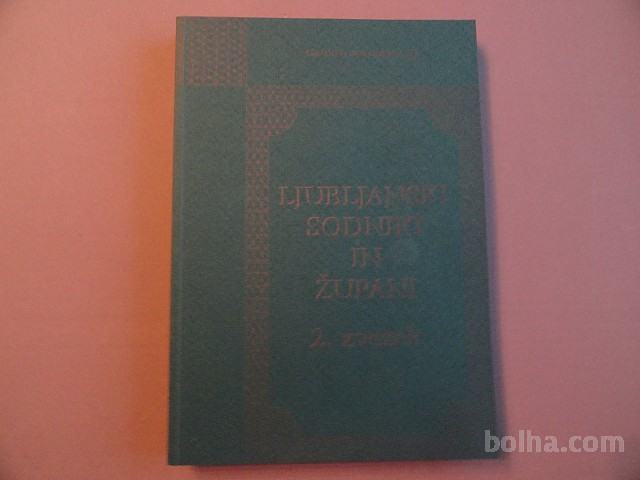 LJUBLJANSKI
SODNIKI
IN
ŽUPANI
2. zvezek
bolha.com